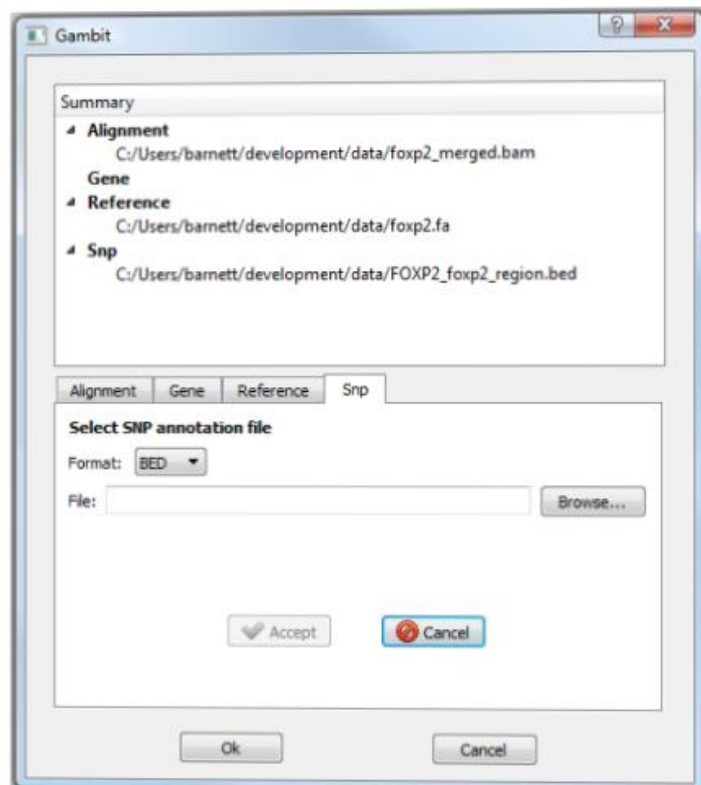 Gambit
Summary
Alignment
C:/Users/barnett/development/data/foxp2_merged.bam
Gene
Reference
C:/Users/barnett/development/data/foxp2.fa
Snp
C:/Users/barnett/development/data/FOXP2_foxp2_region.bed
Alignment Gene Reference Snp
Select SNP annotation file
Format: BED
File: Browse...
Accept Cancel
Ok Cancel